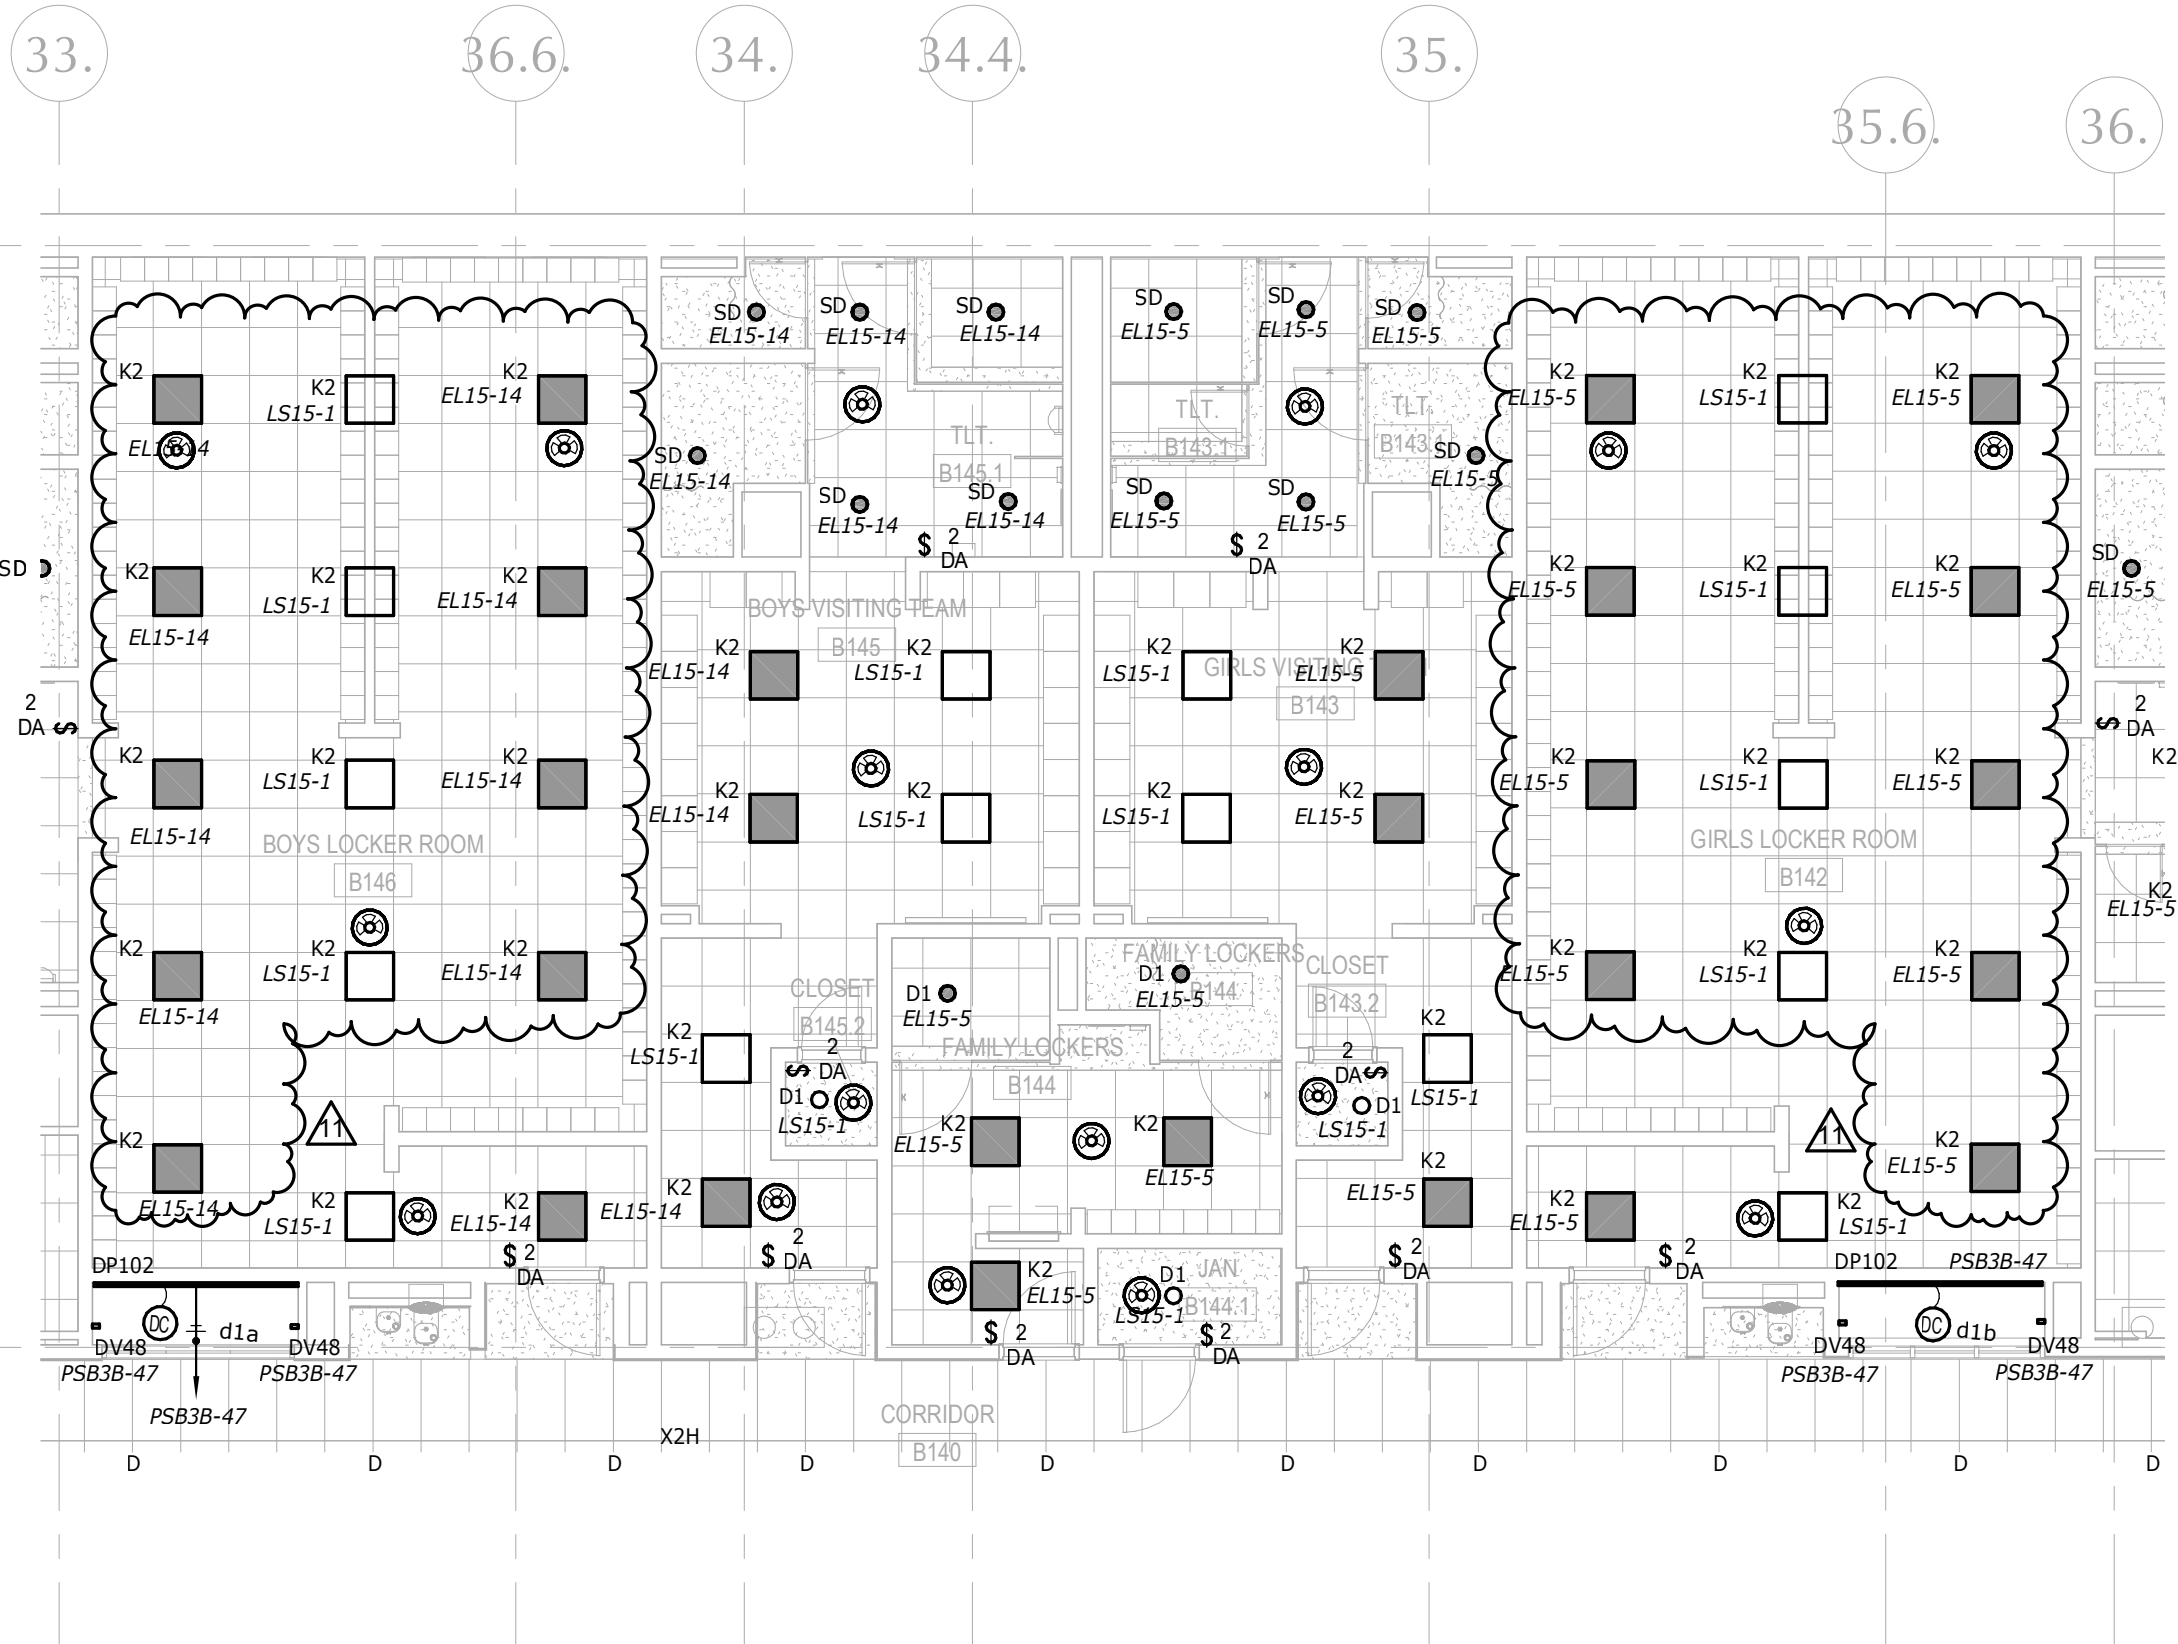 33.
36.6.
34.
34.4.
35.
35.6.
36.
SD
EL15-14
SD
EL15-14
SD
EL15-14
SD
EL15-5
SD
EL15-5
SD
EL15-5
K2
EL15-14
K2
LS15-1
K2
EL15-14
TLT.
B145.1
TLT.
B143.1
TLT.
B143.1
K2
EL15-5
K2
LS15-1
K2
EL15-5
SD
EL15-14
SD
EL15-14
SD
EL15-14
SD
EL15-5
SD
EL15-5
SD
EL15-5
$ 2
DA
$ 2
DA
SD
K2
EL15-14
K2
LS15-1
K2
EL15-14
K2
EL15-5
K2
LS15-1
K2
EL15-5
SD
EL15-5
BOYS VISITING TEAM
B145
GIRLS VISITING
B143
K2
EL15-14
K2
LS15-1
K2
LS15-1
K2
EL15-5
2
DA $
$ 2
DA
K2
K2
EL15-14
K2
LS15-1
K2
EL15-14
K2
EL15-14
K2
LS15-1
K2
LS15-1
K2
EL15-5
K2
EL15-5
K2
LS15-1
K2
EL15-5
BOYS LOCKER ROOM
B146
GIRLS LOCKER ROOM
B142
K2
EL15-5
K2
EL15-14
K2
LS15-1
K2
EL15-14
CLOSET
B145.2
D1
EL15-5
FAMILY LOCKERS
B144
D1
EL15-5
CLOSET
B143.2
K2
EL15-5
K2
LS15-1
K2
EL15-5
K2
LS15-1
$ 2
DA
D1
LS15-1
FAMILY LOCKERS
B144
2
DA $
D1
LS15-1
K2
LS15-1
11
11
K2
EL15-14
K2
EL15-5
EL15-5
K2
EL15-5
K2
LS15-1
K2
EL15-14
K2
EL15-14
K2
EL15-5
K2
EL15-5
K2
LS15-1
$ 2
DA
$ 2
DA
$ 2
DA
$ 2
DA
DP102
DC
d1a
DV48
PSB3B-47
DV48
PSB3B-47
PSB3B-47
K2
EL15-5
D1
LS15-1
JAN
B144.1
$ 2
DA
$ 2
DA
DP102
PSB3B-47
DC
d1b
DV48
PSB3B-47
DV48
PSB3B-47
CORRIDOR
B140
X2H
D
D
D
D
D
D
D
D
D
D